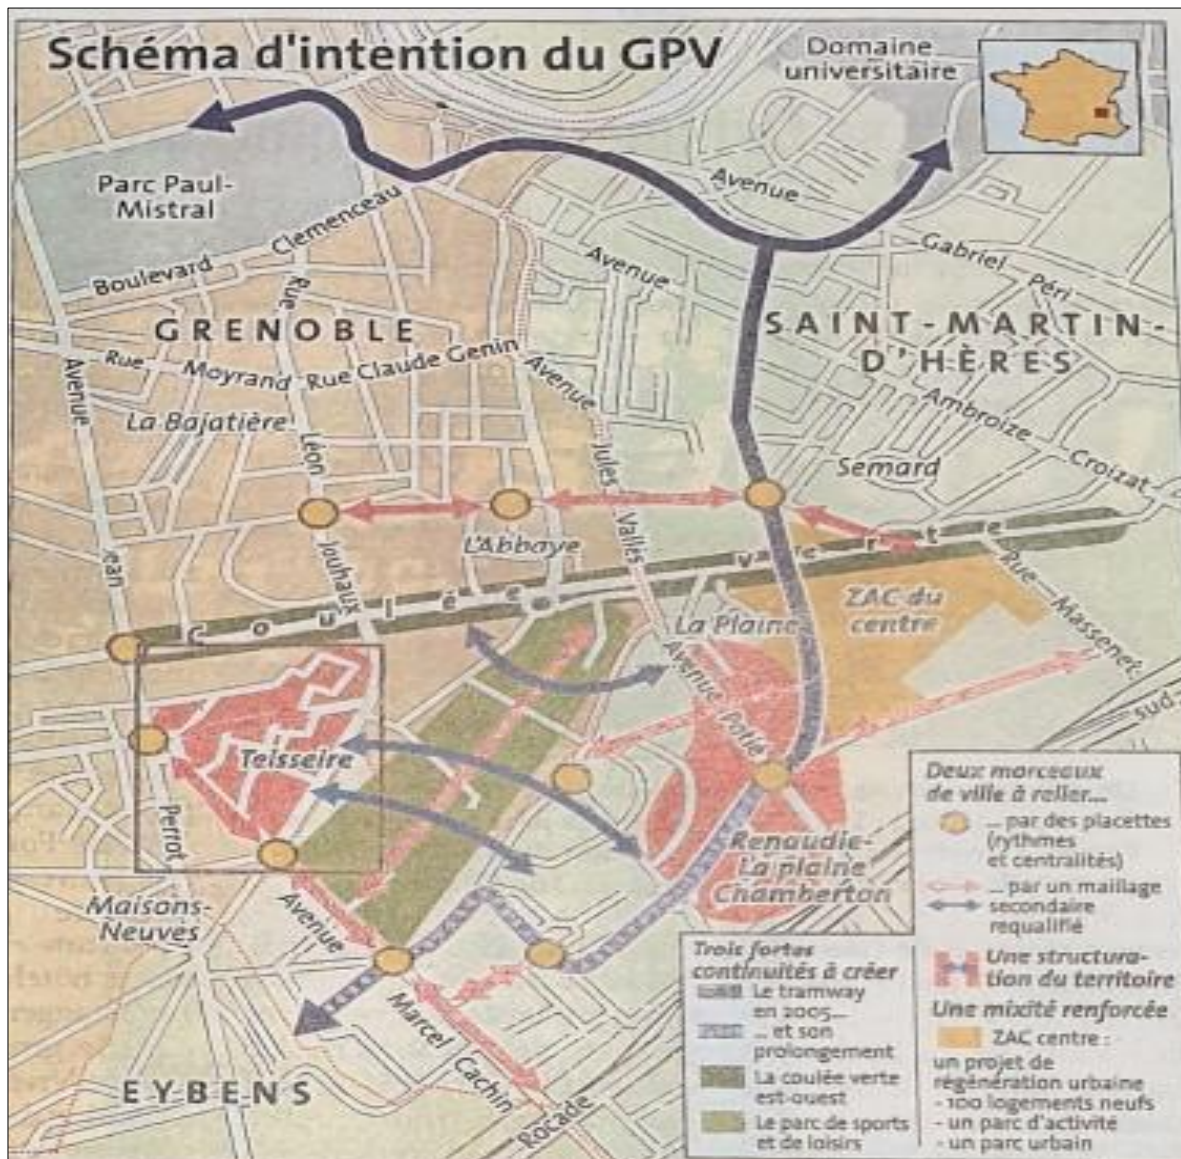 Schéma d'intention du GPV
Domaine
universitaire
Parc Paul-
Mistral
Avenue
Boulevard Clemenceau
Gabriel Péri
Avenue
Rue
GRENOBLE
SAINT-MARTIN-
D'HÈRES
Rue Moyrand Rue Claude Genin
Avenue
Avenue
La Bajatière
Léon
Jules
Ambroize Croizat
Semard
Vallès
L'Abbaye
Jouhaux
Jean
Coulée verte
Rue Massenet
La Plaine
ZAC du
centre
Avenue Potié
sud
Teisseire
Perrot
Renaudie-
La plaine
Chamberton
Maisons-
Neuves
Avenue
Marcel Cachin
EYBENS
Rocade
Deux morceaux
de ville à relier...
... par des placettes
(rythmes
et centralités)
... par un maillage
secondaire
requalifié
Une structura-
tion du territoire
Une mixité renforcée
ZAC centre :
un projet de
régénération urbaine
- 100 logements neufs
- un parc d'activité
- un parc urbain
Trois fortes
continuités à créer
Le tramway
en 2005...
... et son
prolongement
La coulée verte
est-ouest
Le parc de sports
et de loisirs